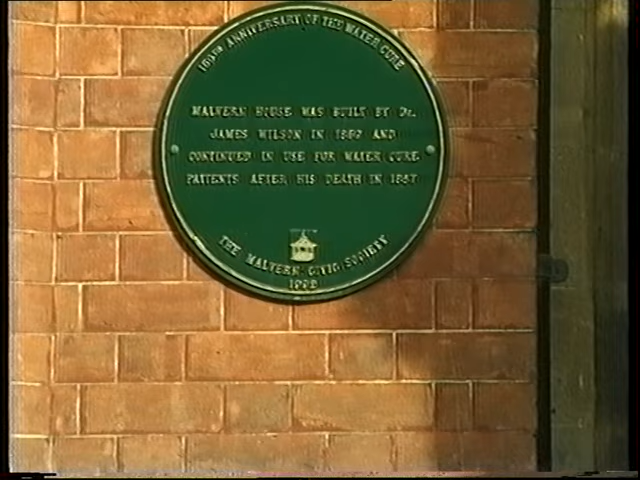 150TH ANNIVERSARY OF THE WATER CURE
MALVERN HOUSE WAS BUILT BY DR.
JAMES WILSON IN AND
CONTINUED IN USE FOR WATER CURE
PATIENTS AFTER HIS DEATH IN 1867
THE MALVERN CIVIC SOCIETY
1992